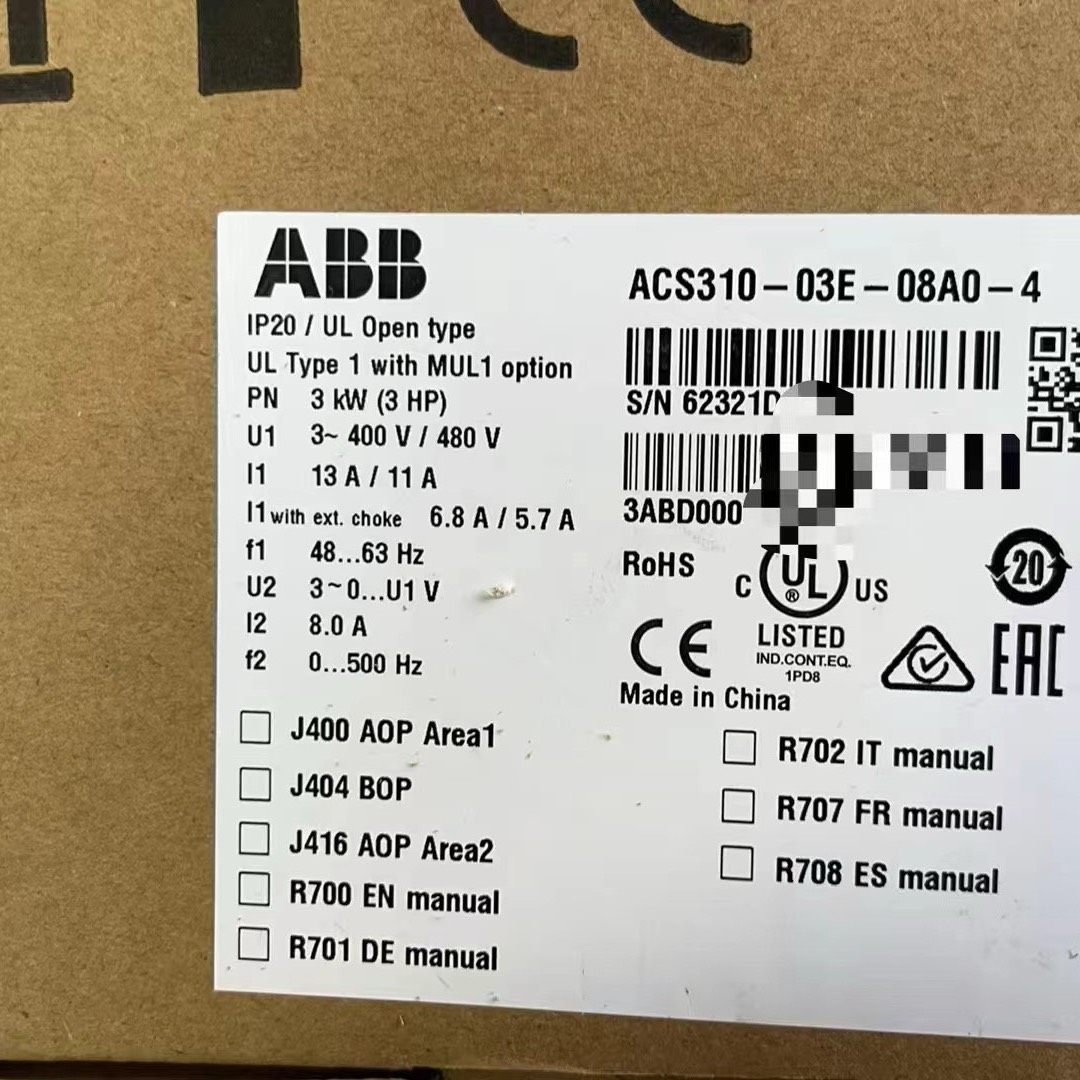 ABB
IP20 / UL Open type
UL Type 1 with MUL1 option
PN 3 kW (3 HP)
U1 3~ 400 V / 480 V
I1 13 A / 11 A
I1 with ext. choke 6.8 A / 5.7 A
f1 48...63 Hz
U2 3~0...U1 V
I2 8.0 A
f2 0...500 Hz
J400 AOP Area1
J404 BOP
J416 AOP Area2
R700 EN manual
R701 DE manual
ACS310-03E-08A0-4
S/N 62321D
3ABD000
RoHS
C UL US
®
LISTED
IND.CONT.EQ.
1PD8
20
CE
EAC
Made in China
R702 IT manual
R707 FR manual
R708 ES manual